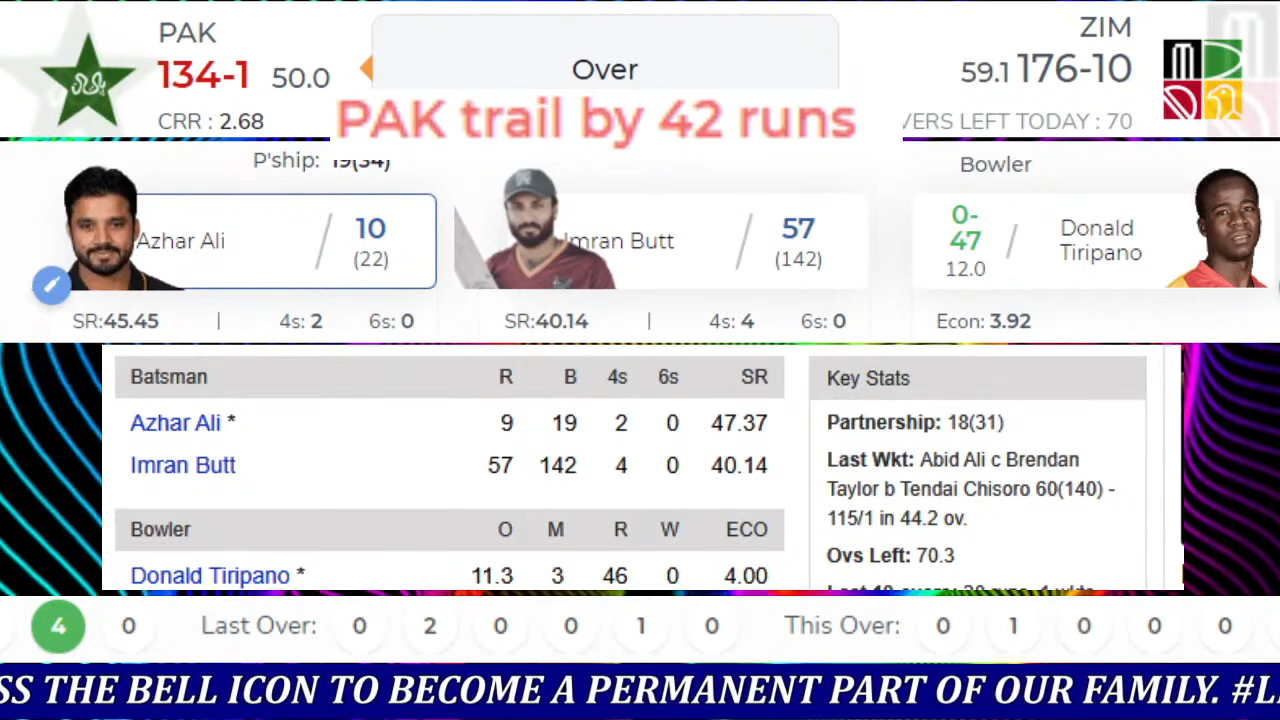 PAK
134-1 50.0
CRR : 2.68
Over
PAK trail by 42 runs
ZIM
59.1 176-10
VERS LEFT TODAY : 70
P'ship: 19(34)
Azhar Ali
10
(22)
SR:45.45 | 4s: 2 6s: 0
Imran Butt
57
(142)
SR:40.14 | 4s: 4 6s: 0
Bowler
0-
47
12.0
Donald
Tiripano
Econ: 3.92
Batsman R B 4s 6s SR
Azhar Ali * 9 19 2 0 47.37
Imran Butt 57 142 4 0 40.14
Bowler O M R W ECO
Donald Tiripano * 11.3 3 46 0 4.00
Key Stats
Partnership: 18(31)
Last Wkt: Abid Ali c Brendan
Taylor b Tendai Chisoro 60(140) -
115/1 in 44.2 ov.
Ovs Left: 70.3
4 0 Last Over: 0 2 0 0 1 0 This Over: 0 1 0 0 0
SS THE BELL ICON TO BECOME A PERMANENT PART OF OUR FAMILY. #L